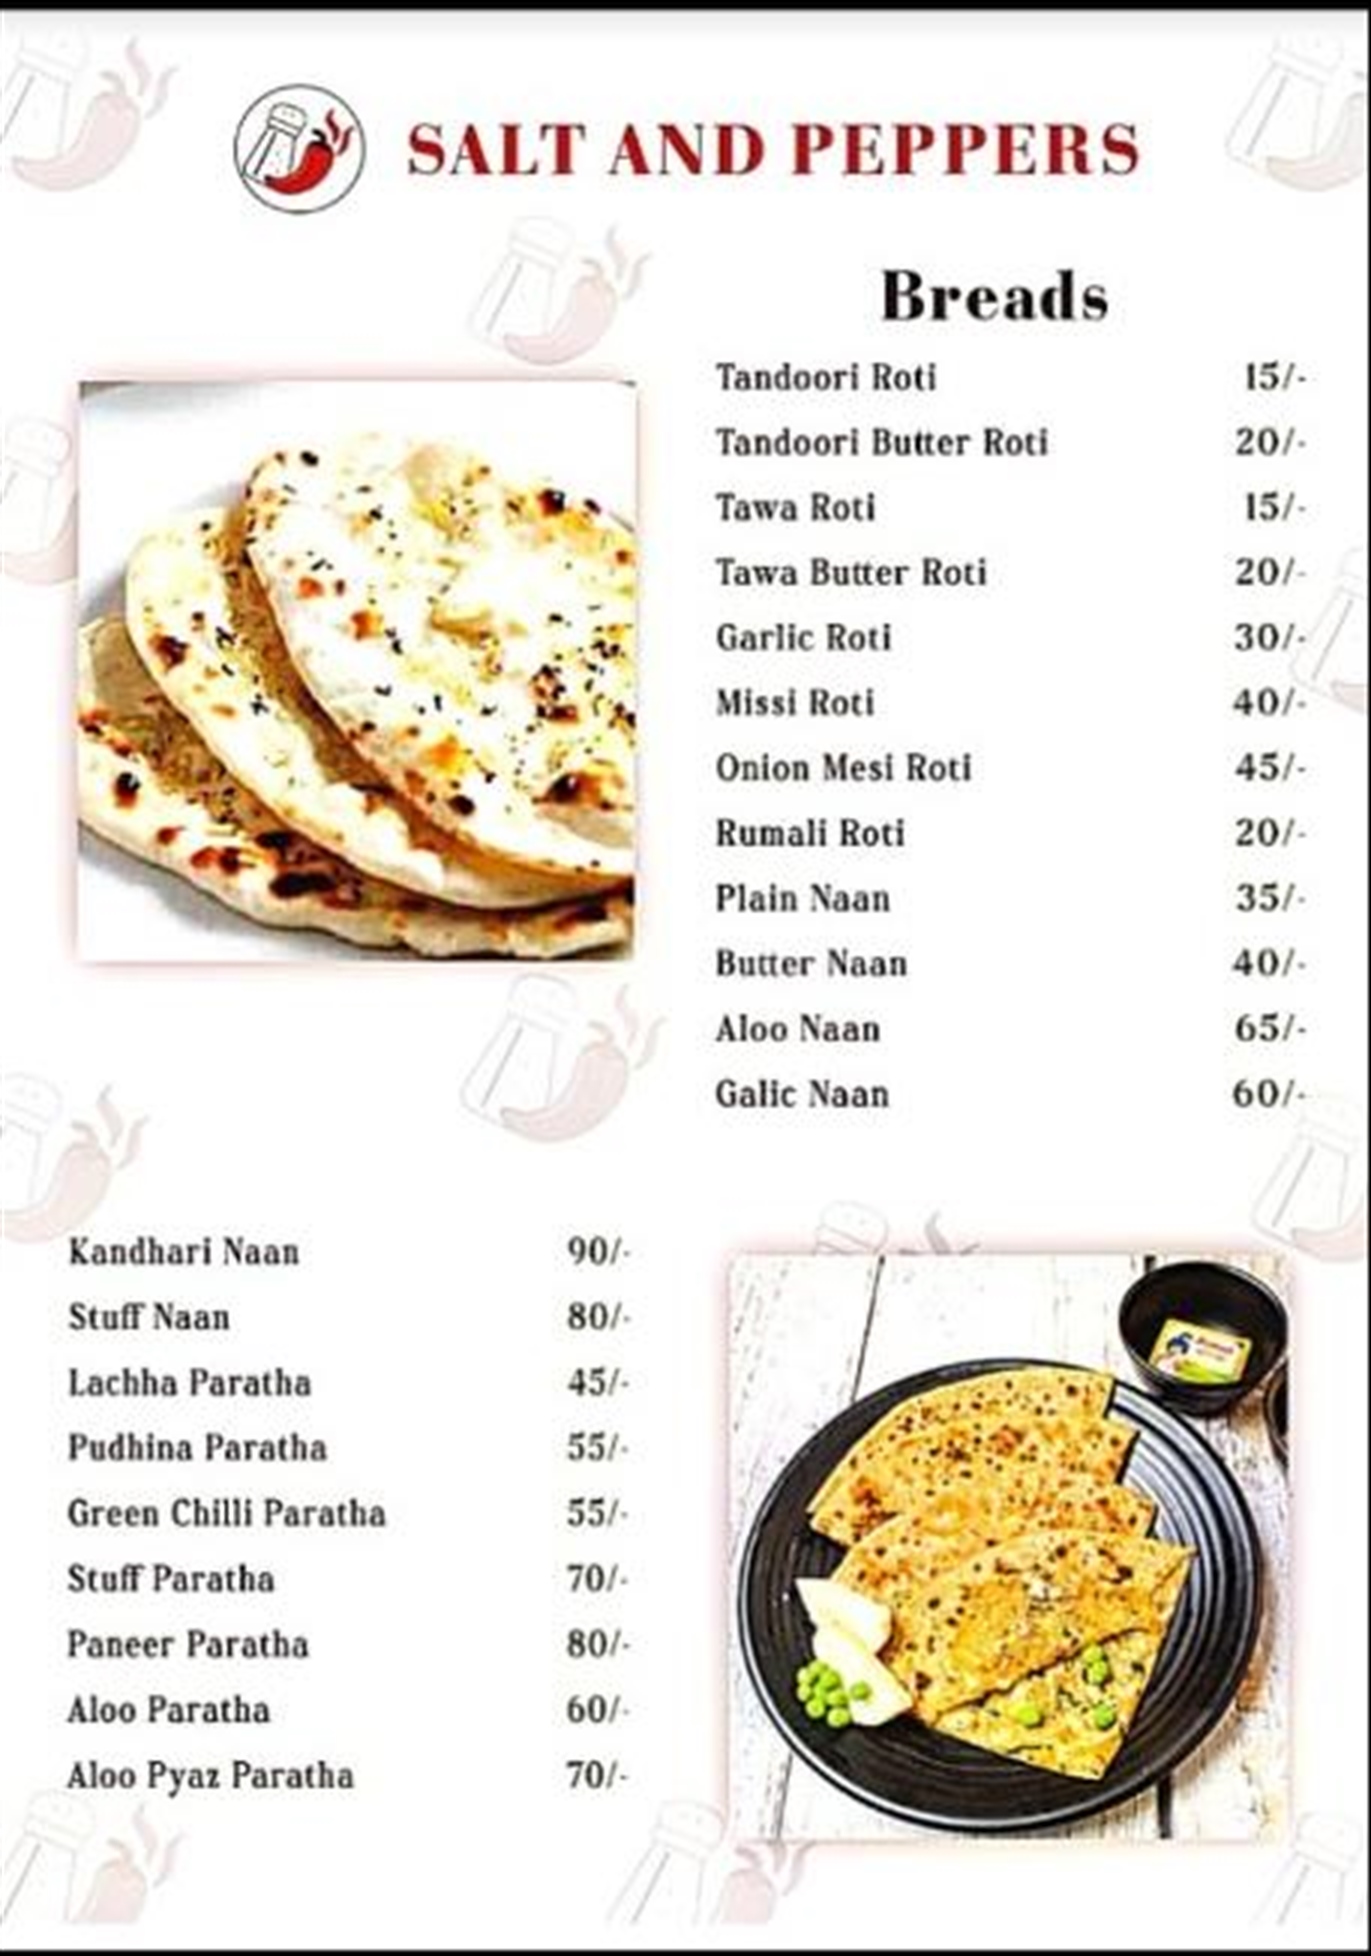 SALT AND PEPPERS
Breads
Tandoori Roti 15/-
Tandoori Butter Roti 20/-
Tawa Roti 15/-
Tawa Butter Roti 20/-
Garlic Roti 30/-
Missi Roti 40/-
Onion Mesi Roti 45/-
Rumali Roti 20/-
Plain Naan 35/-
Butter Naan 40/-
Aloo Naan 65/-
Galic Naan 60/-
Kandhari Naan 90/-
Stuff Naan 80/-
Lachha Paratha 45/-
Pudhina Paratha 55/-
Green Chilli Paratha 55/-
Stuff Paratha 70/-
Paneer Paratha 80/-
Aloo Paratha 60/-
Aloo Pyaz Paratha 70/-